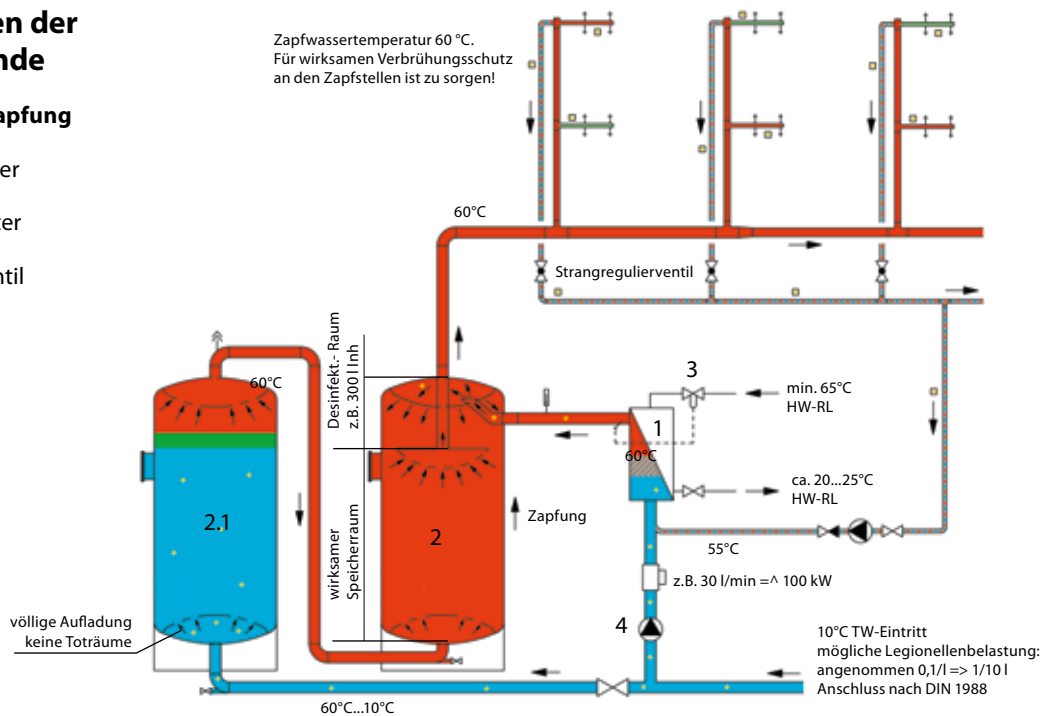 en der
nde
apfung
er
ter
ntil
Zapfwassertemperatur 60 °C.
Für wirksamen Verbrühungsschutz
an den Zapfstellen ist zu sorgen!
60°C
Strangregulierventil
Desinfekt.- Raum
z.B. 300 l Inh
60°C
3
min. 65°C
HW-RL
1
60°C
ca. 20...25°C
HW-RL
2.1
2
Zapfung
wirksamer
Speicherraum
55°C
z.B. 30 l/min =^ 100 kW
völlige Aufladung
keine Toträume
4
10°C TW-Eintritt
mögliche Legionellenbelastung:
angenommen 0,1/l => 1/10 l
Anschluss nach DIN 1988
60°C...10°C